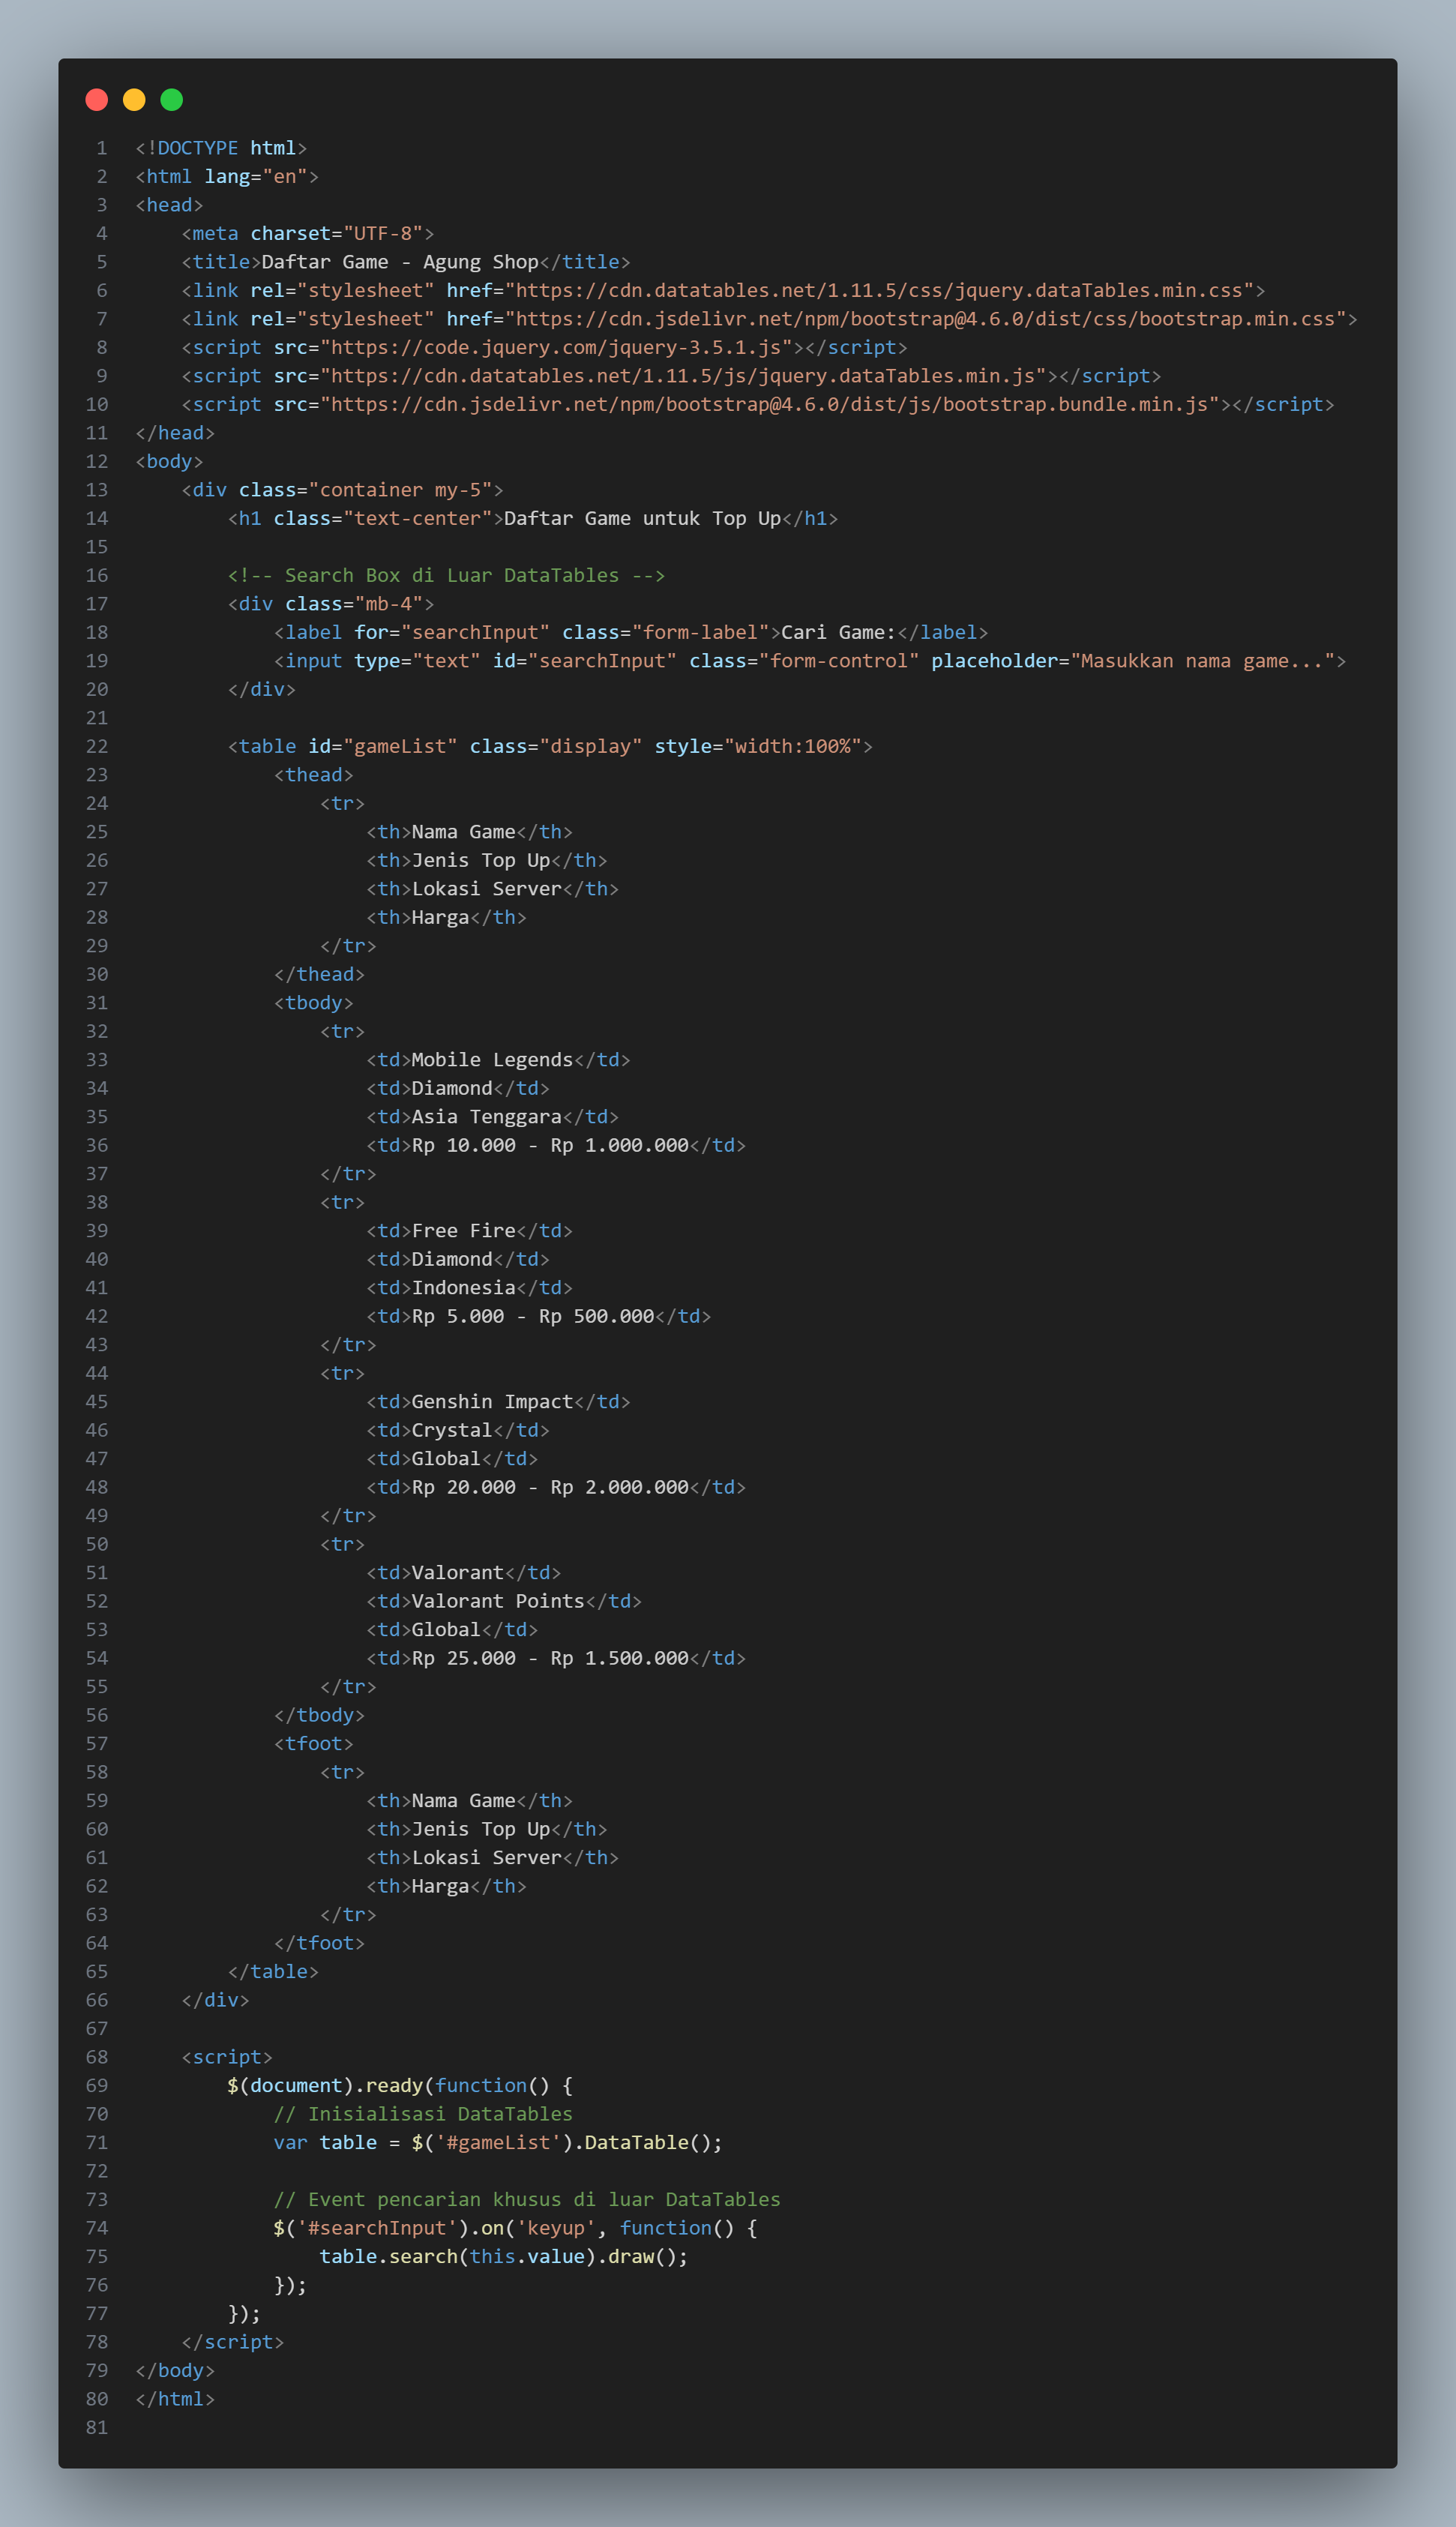 1 <!DOCTYPE html>
2 <html lang="en">
3 <head>
4     <meta charset="UTF-8">
5     <title>Daftar Game - Agung Shop</title>
6     <link rel="stylesheet" href="https://cdn.datatables.net/1.11.5/css/jquery.dataTables.min.css">
7     <link rel="stylesheet" href="https://cdn.jsdelivr.net/npm/bootstrap@4.6.0/dist/css/bootstrap.min.css">
8     <script src="https://code.jquery.com/jquery-3.5.1.js"></script>
9     <script src="https://cdn.datatables.net/1.11.5/js/jquery.dataTables.min.js"></script>
10     <script src="https://cdn.jsdelivr.net/npm/bootstrap@4.6.0/dist/js/bootstrap.bundle.min.js"></script>
11 </head>
12 <body>
13     <div class="container my-5">
14         <h1 class="text-center">Daftar Game untuk Top Up</h1>
15
16         <!-- Search Box di Luar DataTables -->
17         <div class="mb-4">
18             <label for="searchInput" class="form-label">Cari Game:</label>
19             <input type="text" id="searchInput" class="form-control" placeholder="Masukkan nama game...">
20         </div>
21
22         <table id="gameList" class="display" style="width:100%">
23             <thead>
24                 <tr>
25                     <th>Nama Game</th>
26                     <th>Jenis Top Up</th>
27                     <th>Lokasi Server</th>
28                     <th>Harga</th>
29                 </tr>
30             </thead>
31             <tbody>
32                 <tr>
33                     <td>Mobile Legends</td>
34                     <td>Diamond</td>
35                     <td>Asia Tenggara</td>
36                     <td>Rp 10.000 - Rp 1.000.000</td>
37                 </tr>
38                 <tr>
39                     <td>Free Fire</td>
40                     <td>Diamond</td>
41                     <td>Indonesia</td>
42                     <td>Rp 5.000 - Rp 500.000</td>
43                 </tr>
44                 <tr>
45                     <td>Genshin Impact</td>
46                     <td>Crystal</td>
47                     <td>Global</td>
48                     <td>Rp 20.000 - Rp 2.000.000</td>
49                 </tr>
50                 <tr>
51                     <td>Valorant</td>
52                     <td>Valorant Points</td>
53                     <td>Global</td>
54                     <td>Rp 25.000 - Rp 1.500.000</td>
55                 </tr>
56             </tbody>
57             <tfoot>
58                 <tr>
59                     <th>Nama Game</th>
60                     <th>Jenis Top Up</th>
61                     <th>Lokasi Server</th>
62                     <th>Harga</th>
63                 </tr>
64             </tfoot>
65         </table>
66     </div>
67
68     <script>
69         $(document).ready(function() {
70             // Inisialisasi DataTables
71             var table = $('#gameList').DataTable();
72
73             // Event pencarian khusus di luar DataTables
74             $('#searchInput').on('keyup', function() {
75                 table.search(this.value).draw();
76             });
77         });
78     </script>
79 </body>
80 </html>
81